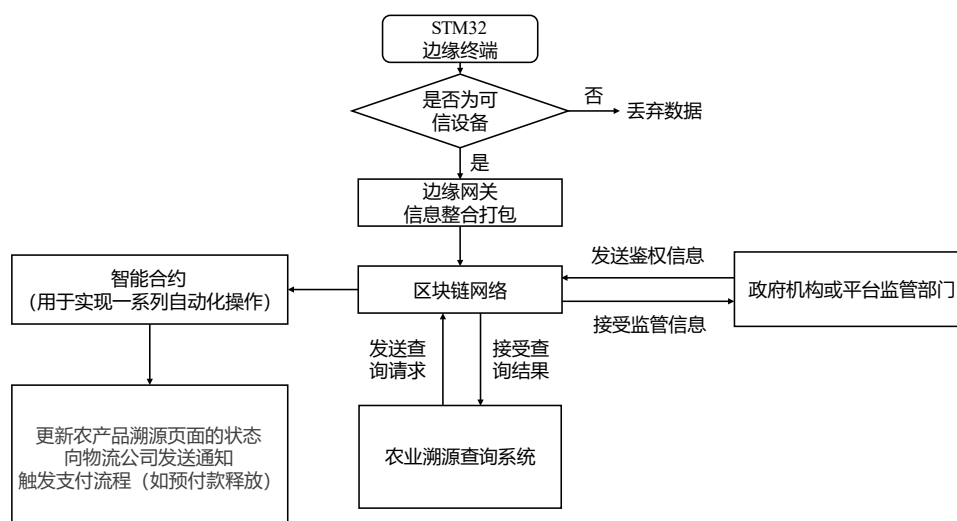 STM32
边缘终端
是否为可
信设备
否
丢弃数据
是
边缘网关
信息整合打包
智能合约
（用于实现一系列自动化操作）
区块链网络
发送鉴权信息
接受监管信息
政府机构或平台监管部门
发送查
询请求
接受查
询结果
更新农产品溯源页面的状态
向物流公司发送通知
触发支付流程（如预付款释放）
农业溯源查询系统